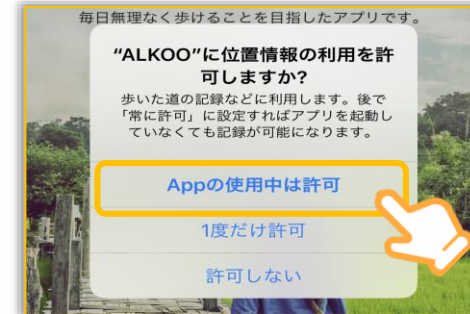 毎日無理なく歩けることを目指したアプリです。
“ALKOO”に位置情報の利用を許
可しますか?
歩いた道の記録などに利用します。後で
「常に許可」に設定すればアプリを起動し
ていなくても記録が可能になります。
Appの使用中は許可
1度だけ許可
許可しない